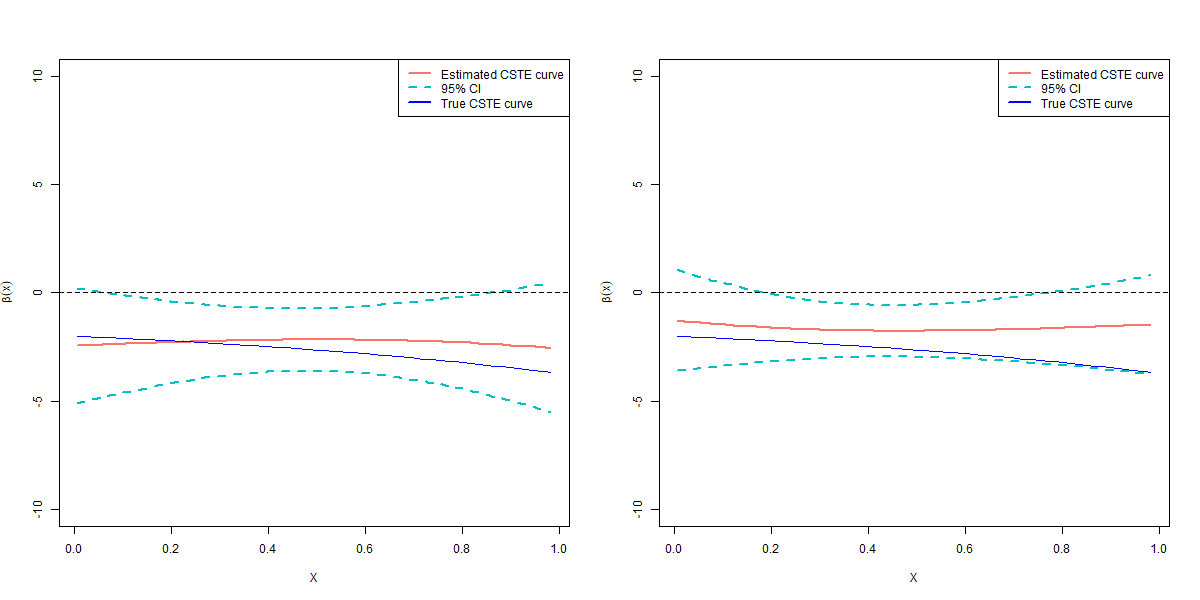 10
5
0
-5
-10
β(x)
0.0 0.2 0.4 0.6 0.8 1.0
X
Estimated CSTE curve
95% CI
True CSTE curve
10
5
0
-5
-10
β(x)
0.0 0.2 0.4 0.6 0.8 1.0
X
Estimated CSTE curve
95% CI
True CSTE curve